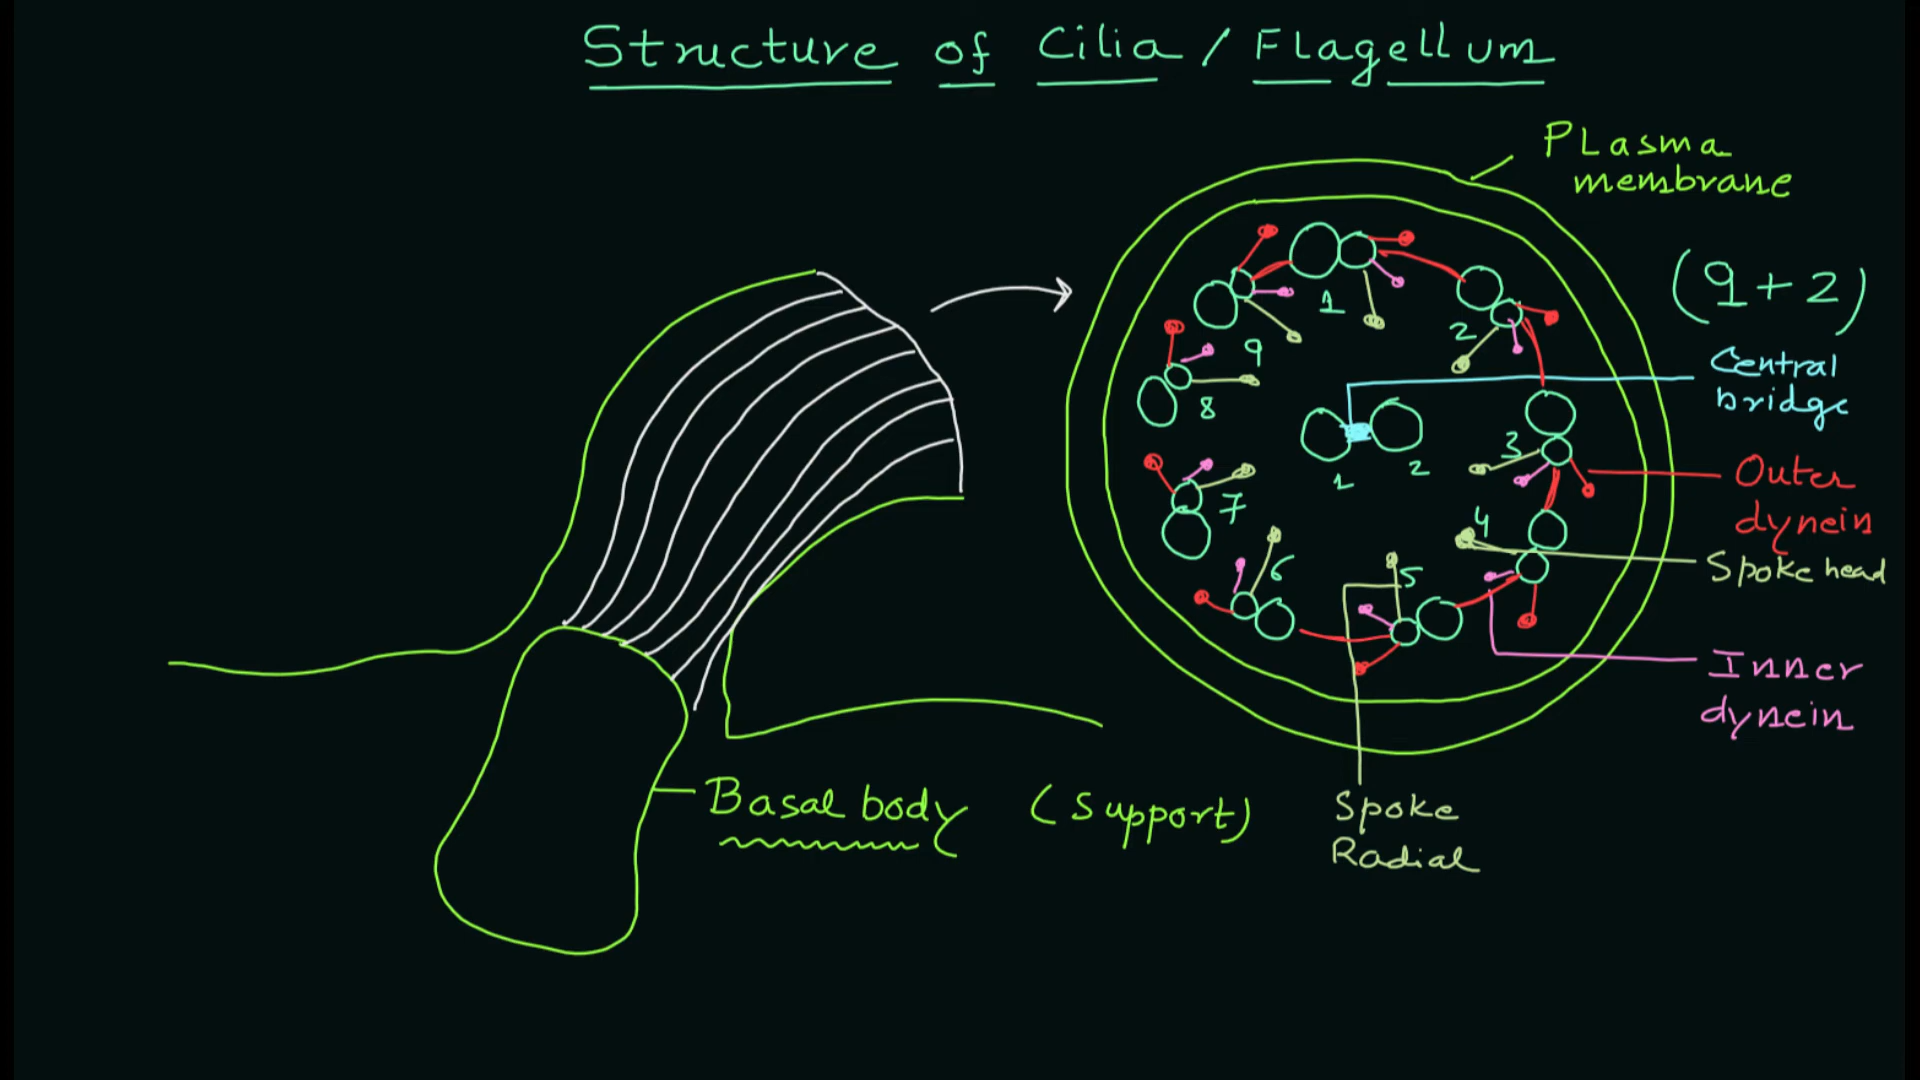 Structure of Cilia / Flagellum
Plasma
membrane
(9+2)
Central
bridge
Outer
dynein
Spoke head
Inner
dynein
1
2
3
4
5
6
7
8
9
1
2
Basal body (Support)
Spoke
Radial